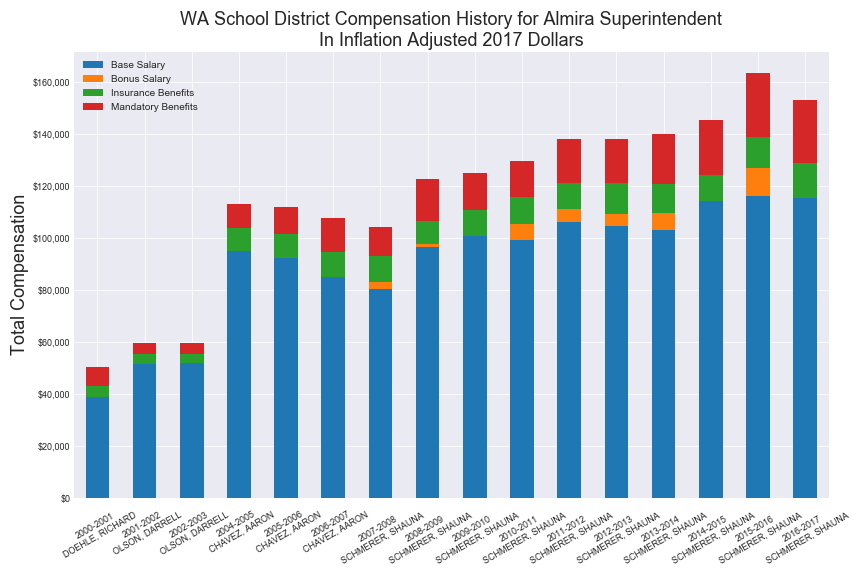 WA School District Compensation History for Almira Superintendent
In Inflation Adjusted 2017 Dollars
Base Salary
Bonus Salary
Insurance Benefits
Mandatory Benefits
Total Compensation
$160,000
$140,000
$120,000
$100,000
$80,000
$60,000
$40,000
$20,000
$0
2000-2001
DOEHLE, RICHARD
2001-2002
OLSON, DARRELL
2002-2003
OLSON, DARRELL
2004-2005
CHAVEZ, AARON
2005-2006
CHAVEZ, AARON
2006-2007
CHAVEZ, AARON
2007-2008
SCHMERER, SHAUNA
2008-2009
SCHMERER, SHAUNA
2009-2010
SCHMERER, SHAUNA
2010-2011
SCHMERER, SHAUNA
2011-2012
SCHMERER, SHAUNA
2012-2013
SCHMERER, SHAUNA
2013-2014
SCHMERER, SHAUNA
2014-2015
SCHMERER, SHAUNA
2015-2016
SCHMERER, SHAUNA
2016-2017
SCHMERER, SHAUNA